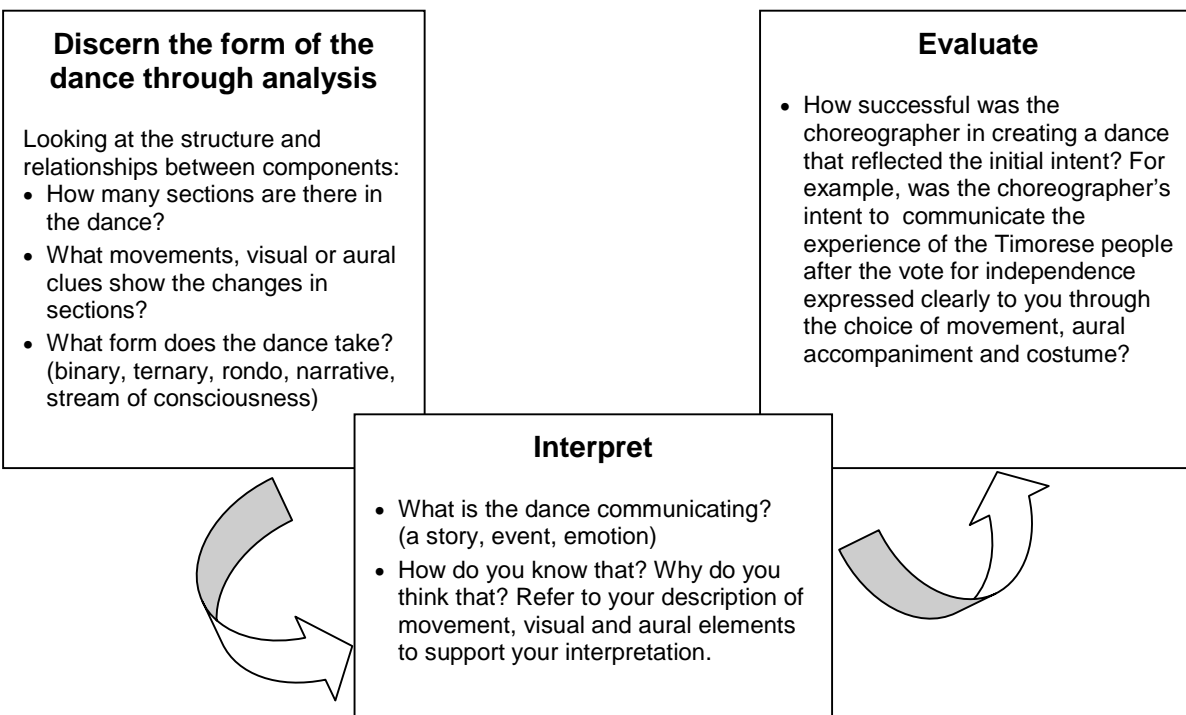 Discern the form of the
dance through analysis
Looking at the structure and
relationships between components:
• How many sections are there in
the dance?
• What movements, visual or aural
clues show the changes in
sections?
• What form does the dance take?
(binary, ternary, rondo, narrative,
stream of consciousness)
Interpret
• What is the dance communicating?
(a story, event, emotion)
• How do you know that? Why do you
think that? Refer to your description of
movement, visual and aural elements
to support your interpretation.
Evaluate
• How successful was the
choreographer in creating a dance
that reflected the initial intent? For
example, was the choreographer's
intent to communicate the
experience of the Timorese people
after the vote for independence
expressed clearly to you through
the choice of movement, aural
accompaniment and costume?